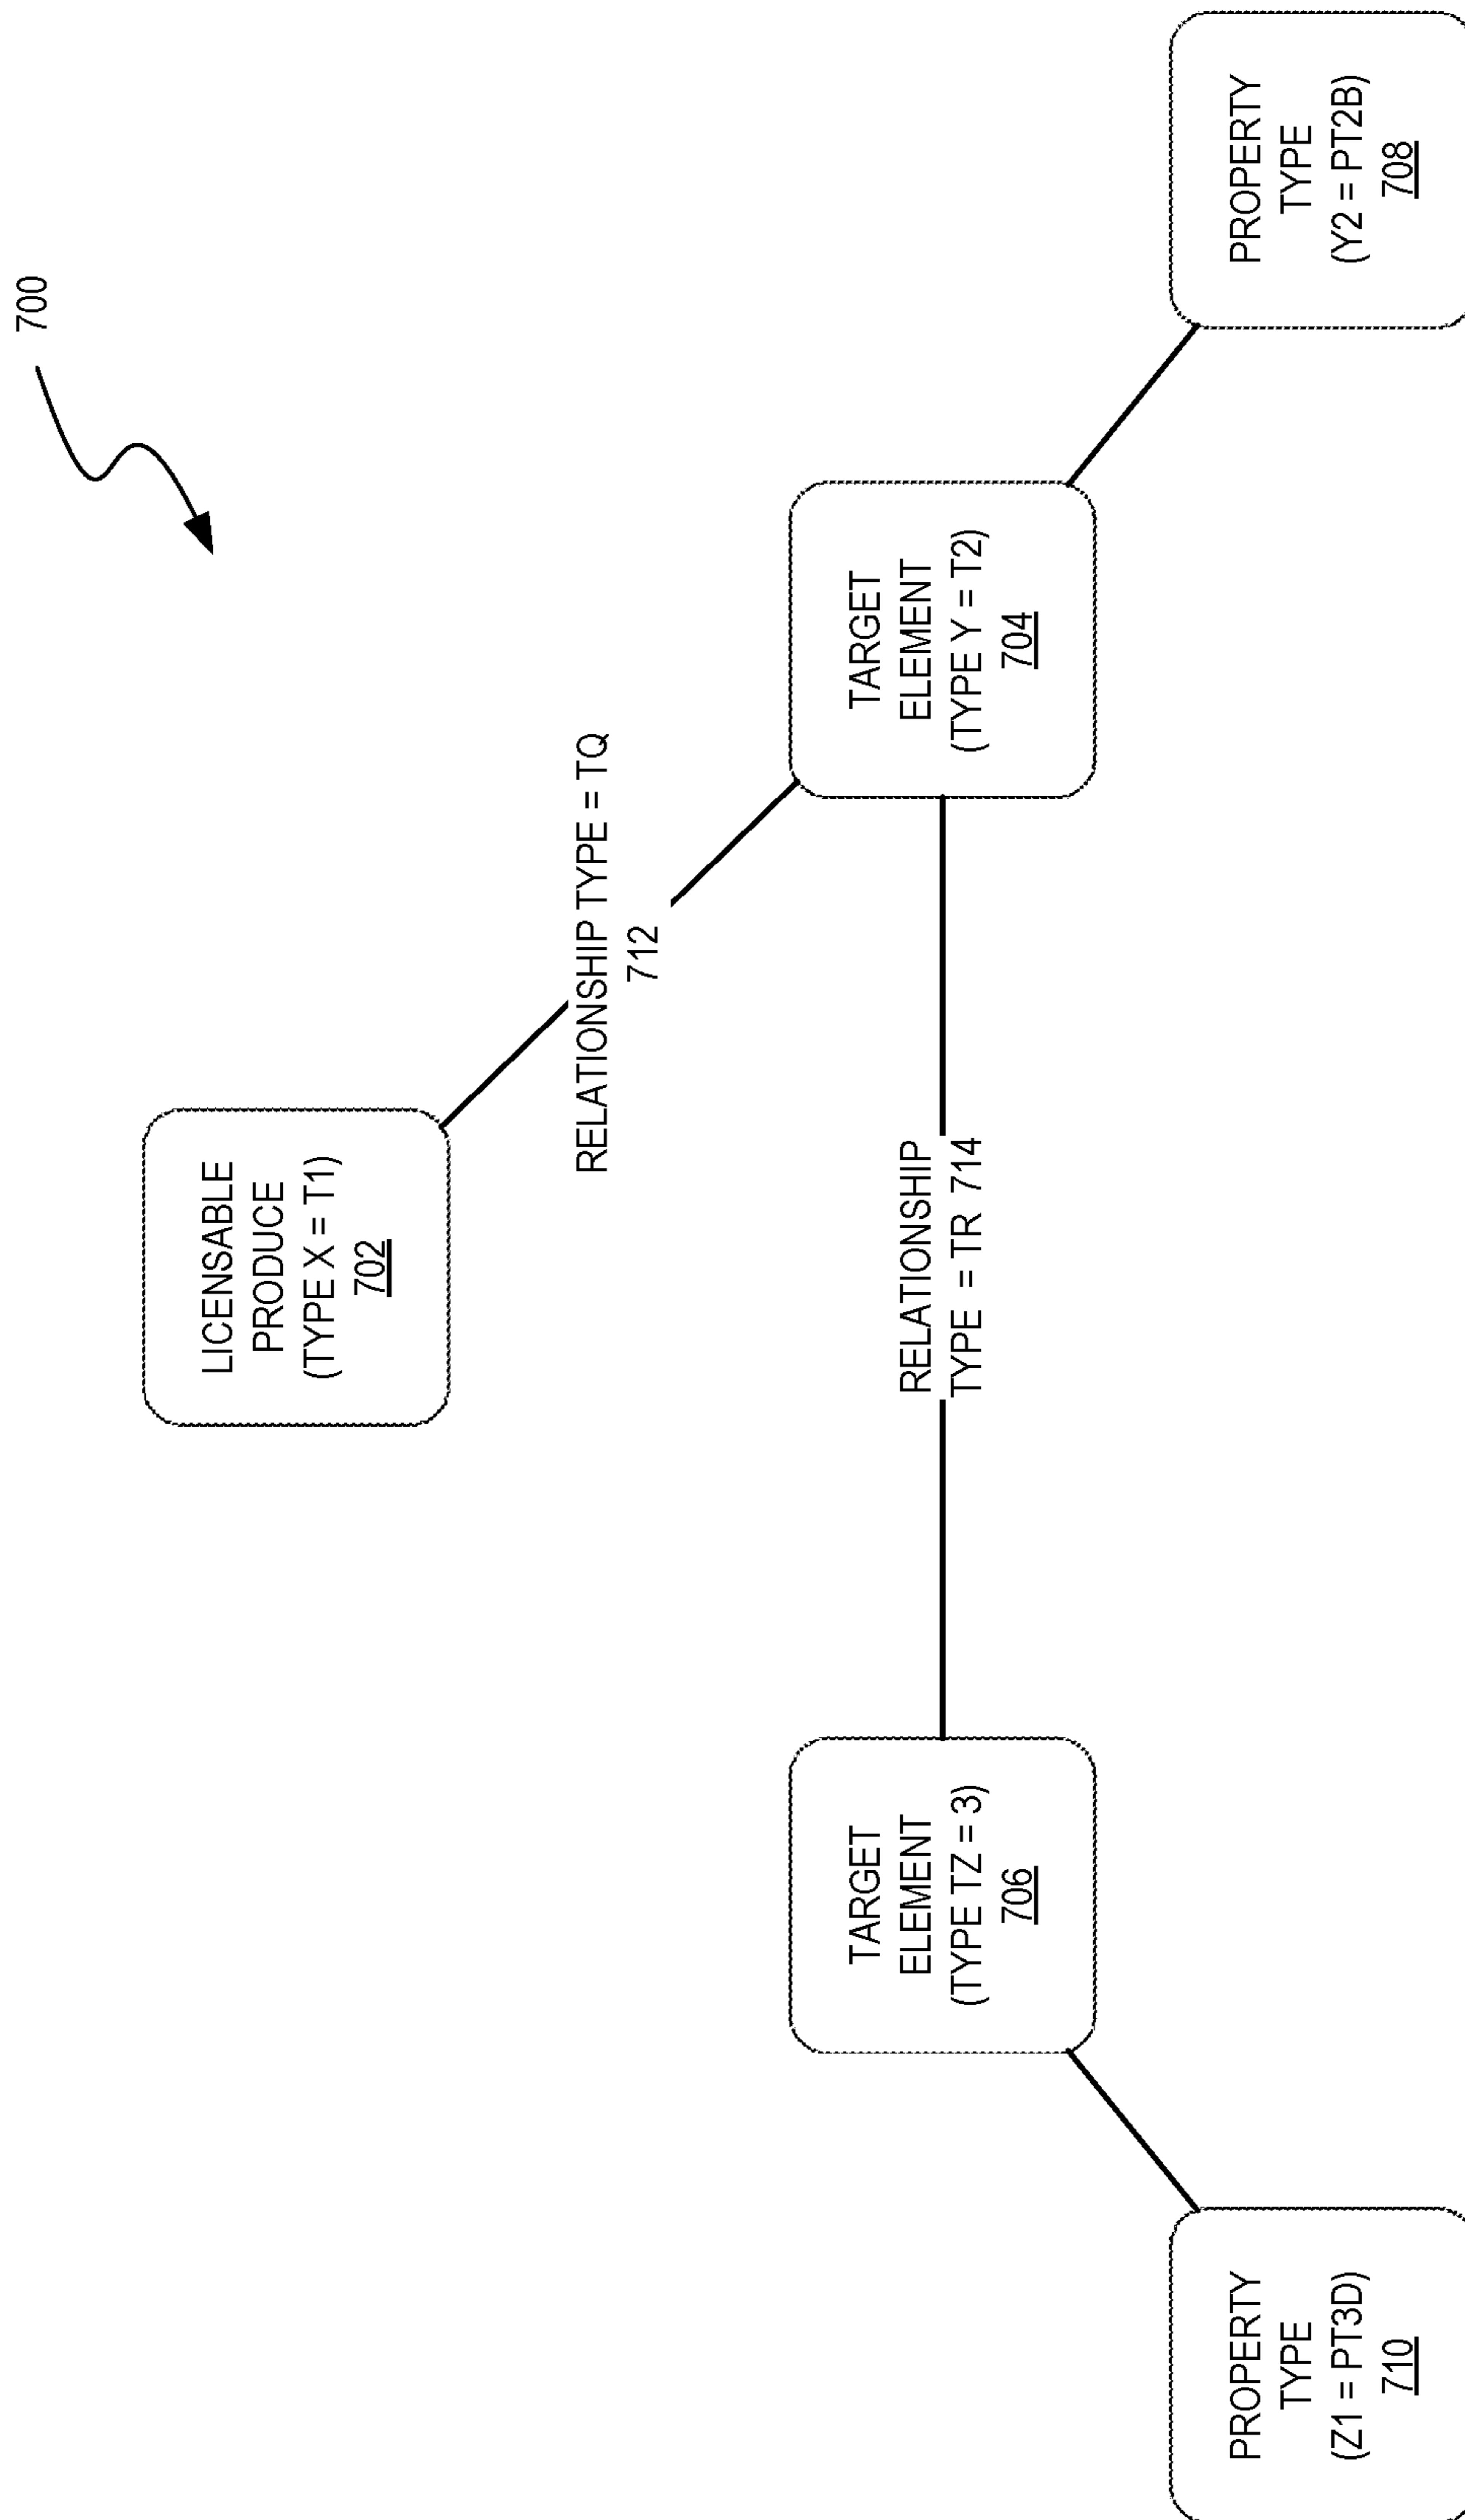 700
LICENSABLE
PRODUCE
(TYPE X = T1)
702
RELATIONSHIP TYPE = TQ
712
TARGET
ELEMENT
(TYPE TZ = 3)
706
RELATIONSHIP
TYPE = TR 714
TARGET
ELEMENT
(TYPE Y = T2)
704
PROPERTY
TYPE
(Z1 = PT3D)
710
PROPERTY
TYPE
(Y2 = PT2B)
708